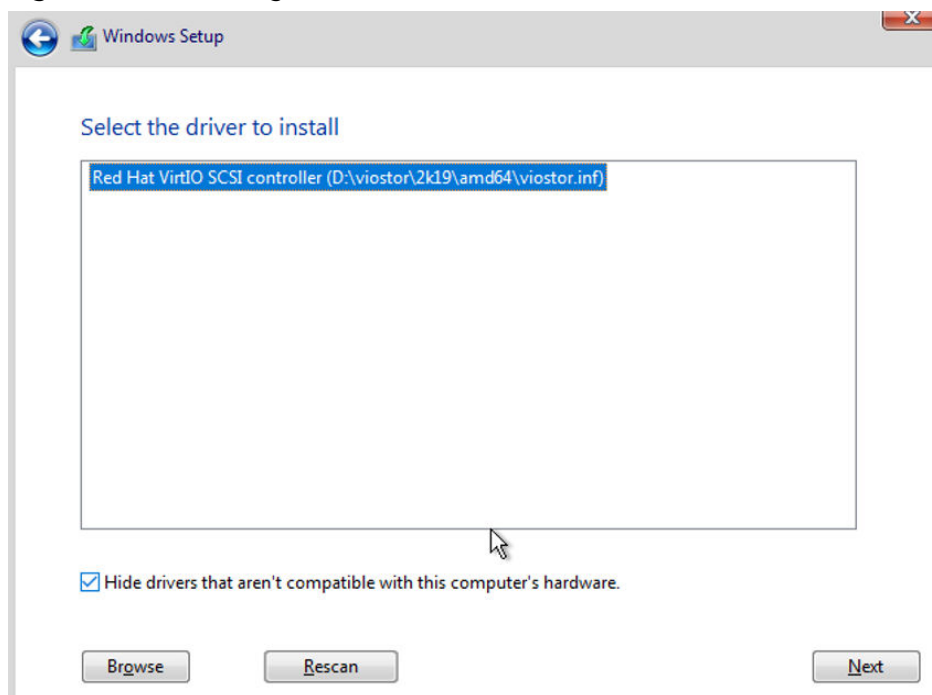 Windows Setup
Select the driver to install
Red Hat VirtIO SCSI controller (D:\viostor\2k19\amd64\viostor.inf)
Hide drivers that aren't compatible with this computer's hardware.
Browse Rescan Next